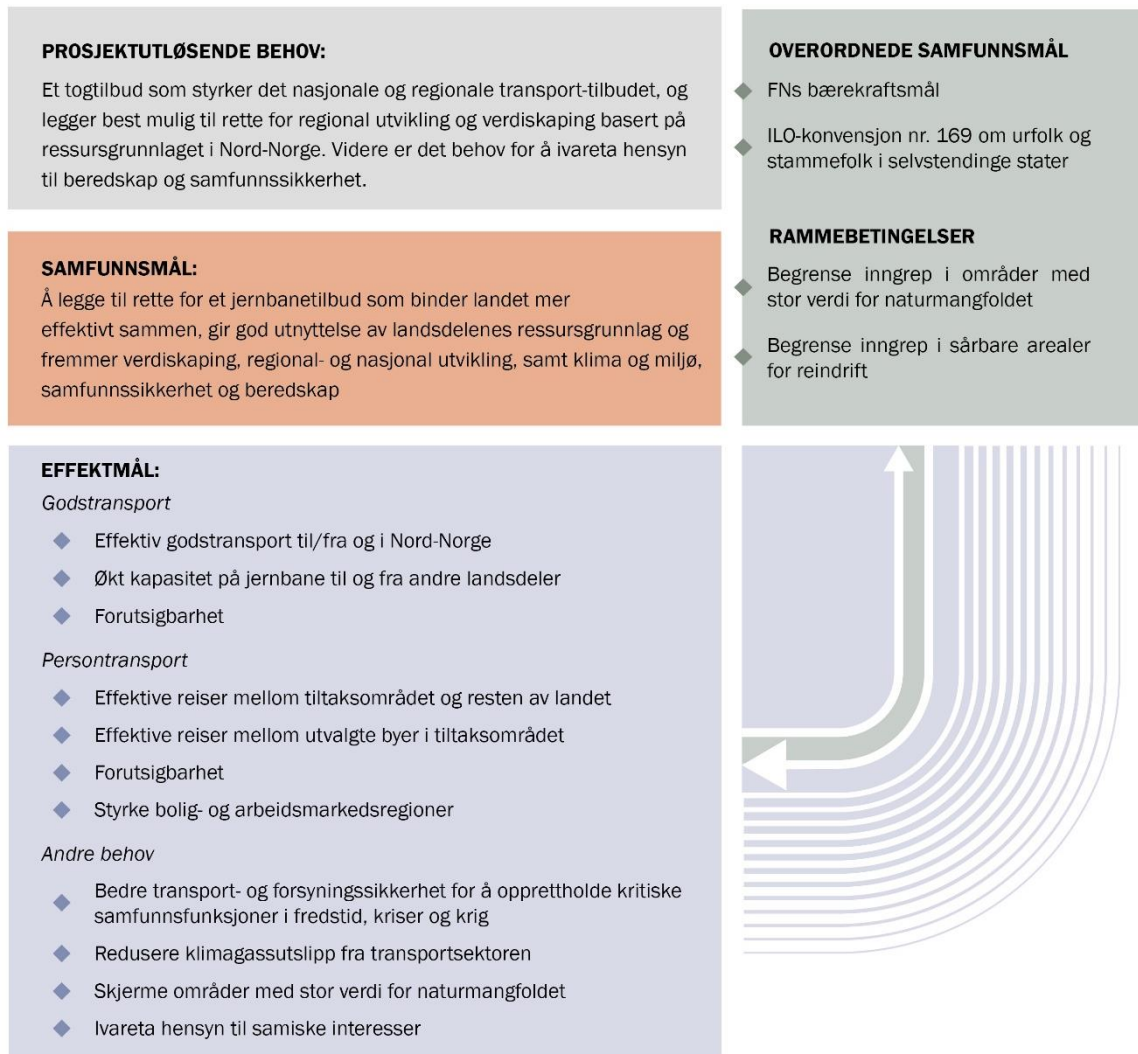 PROSJEKTUTLØSENDE BEHOV:
Et togtilbud som styrker det nasjonale og regionale transport-tilbudet, og
legger best mulig til rette for regional utvikling og verdiskaping basert på
ressursgrunnlaget i Nord-Norge. Videre er det behov for å ivareta hensyn
til beredskap og samfunnssikkerhet.
SAMFUNNSMÅL:
Å legge til rette for et jernbanetilbud som binder landet mer
effektivt sammen, gir god utnyttelse av landsdelenes ressursgrunnlag og
fremmer verdiskaping, regional- og nasjonal utvikling, samt klima og miljø,
samfunnssikkerhet og beredskap
OVERORDNEDE SAMFUNNSMÅL
FNs bærekraftsmål
ILO-konvensjon nr. 169 om urfolk og
stammefolk i selvstendinge stater
RAMMEBETINGELSER
Begrense inngrep i områder med
stor verdi for naturmangfoldet
Begrense inngrep i sårbare arealer
for reindrift
EFFEKTMÅL:
Godstransport
Effektiv godstransport til/fra og i Nord-Norge
Økt kapasitet på jernbane til og fra andre landsdeler
Forutsigbarhet
Persontransport
Effektive reiser mellom tiltaksområdet og resten av landet
Effektive reiser mellom utvalgte byer i tiltaksområdet
Forutsigbarhet
Styrke bolig- og arbeidsmarkedsregioner
Andre behov
Bedre transport- og forsyningssikkerhet for å opprettholde kritiske
samfunnsfunksjoner i fredstid, kriser og krig
Redusere klimagassutslipp fra transportsektoren
Skjerme områder med stor verdi for naturmangfoldet
Ivareta hensyn til samiske interesser